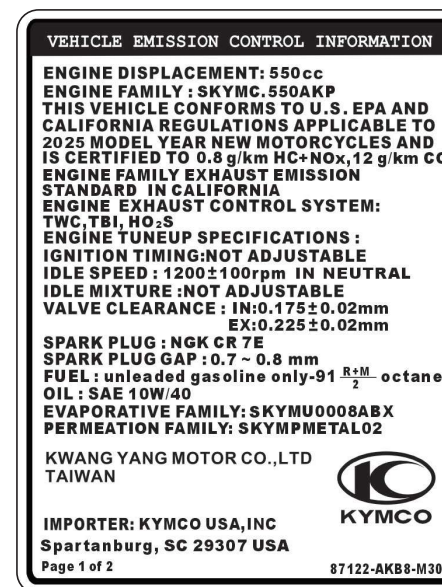 VEHICLE EMISSION CONTROL INFORMATION
ENGINE DISPLACEMENT: 550cc
ENGINE FAMILY : SKYMC.550AKP
THIS VEHICLE CONFORMS TO U.S. EPA AND
CALIFORNIA REGULATIONS APPLICABLE TO
2025 MODEL YEAR NEW MOTORCYCLES AND
IS CERTIFIED TO 0.8 g/km HC+NOx,12 g/km CO
ENGINE FAMILY EXHAUST EMISSION
STANDARD IN CALIFORNIA
ENGINE EXHAUST CONTROL SYSTEM:
TWC,TBI, HO₂S
ENGINE TUNEUP SPECIFICATIONS :
IGNITION TIMING:NOT ADJUSTABLE
IDLE SPEED : 1200±100rpm IN NEUTRAL
IDLE MIXTURE :NOT ADJUSTABLE
VALVE CLEARANCE : IN:0.175±0.02mm
EX:0.225±0.02mm
SPARK PLUG : NGK CR 7E
SPARK PLUG GAP : 0.7 ~ 0.8 mm
FUEL : unleaded gasoline only-91 R+M/2 octane
OIL : SAE 10W/40
EVAPORATIVE FAMILY: SKYMU0008ABX
PERMEATION FAMILY: SKYMPMETAL02
KWANG YANG MOTOR CO.,LTD
TAIWAN
KYMCO
IMPORTER: KYMCO USA,INC
Spartanburg, SC 29307 USA
Page 1 of 2
87122-AKB8-M30